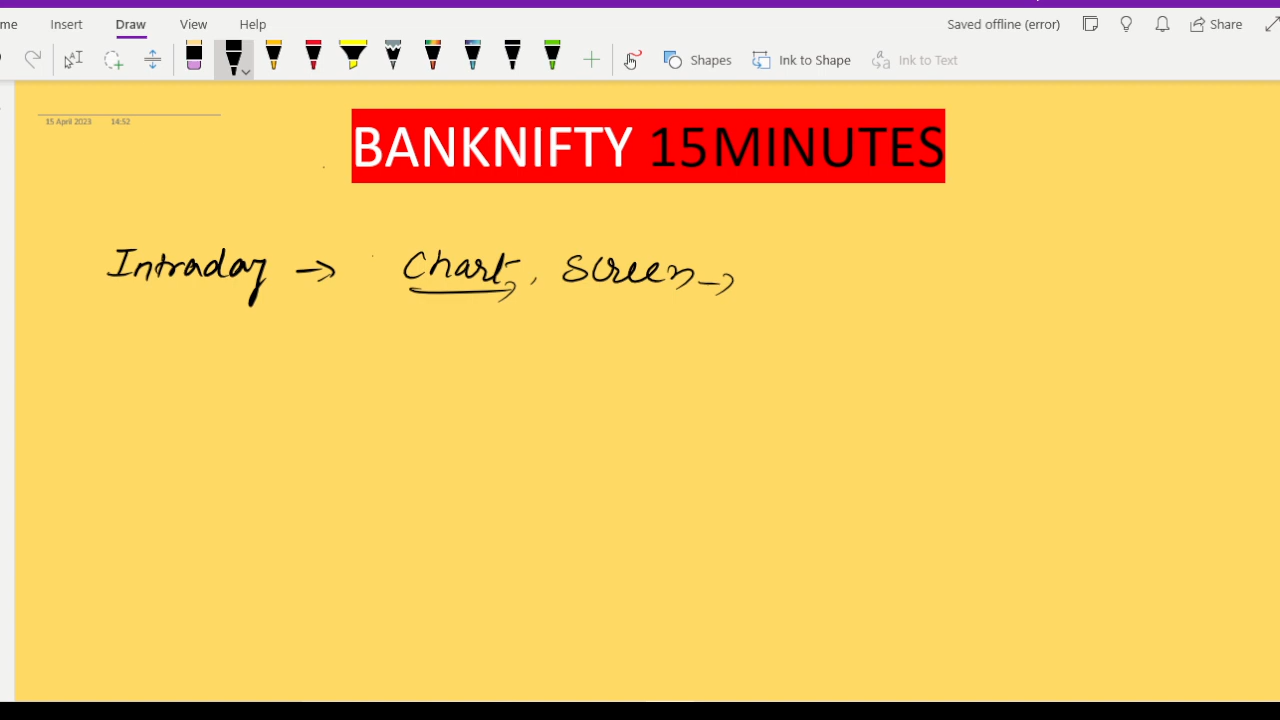 me Insert Draw View Help Saved offline (error) Share
Shapes Ink to Shape Ink to Text
15 April 2023 14:52
BANKNIFTY 15MINUTES
Intraday → Chart, Screen →